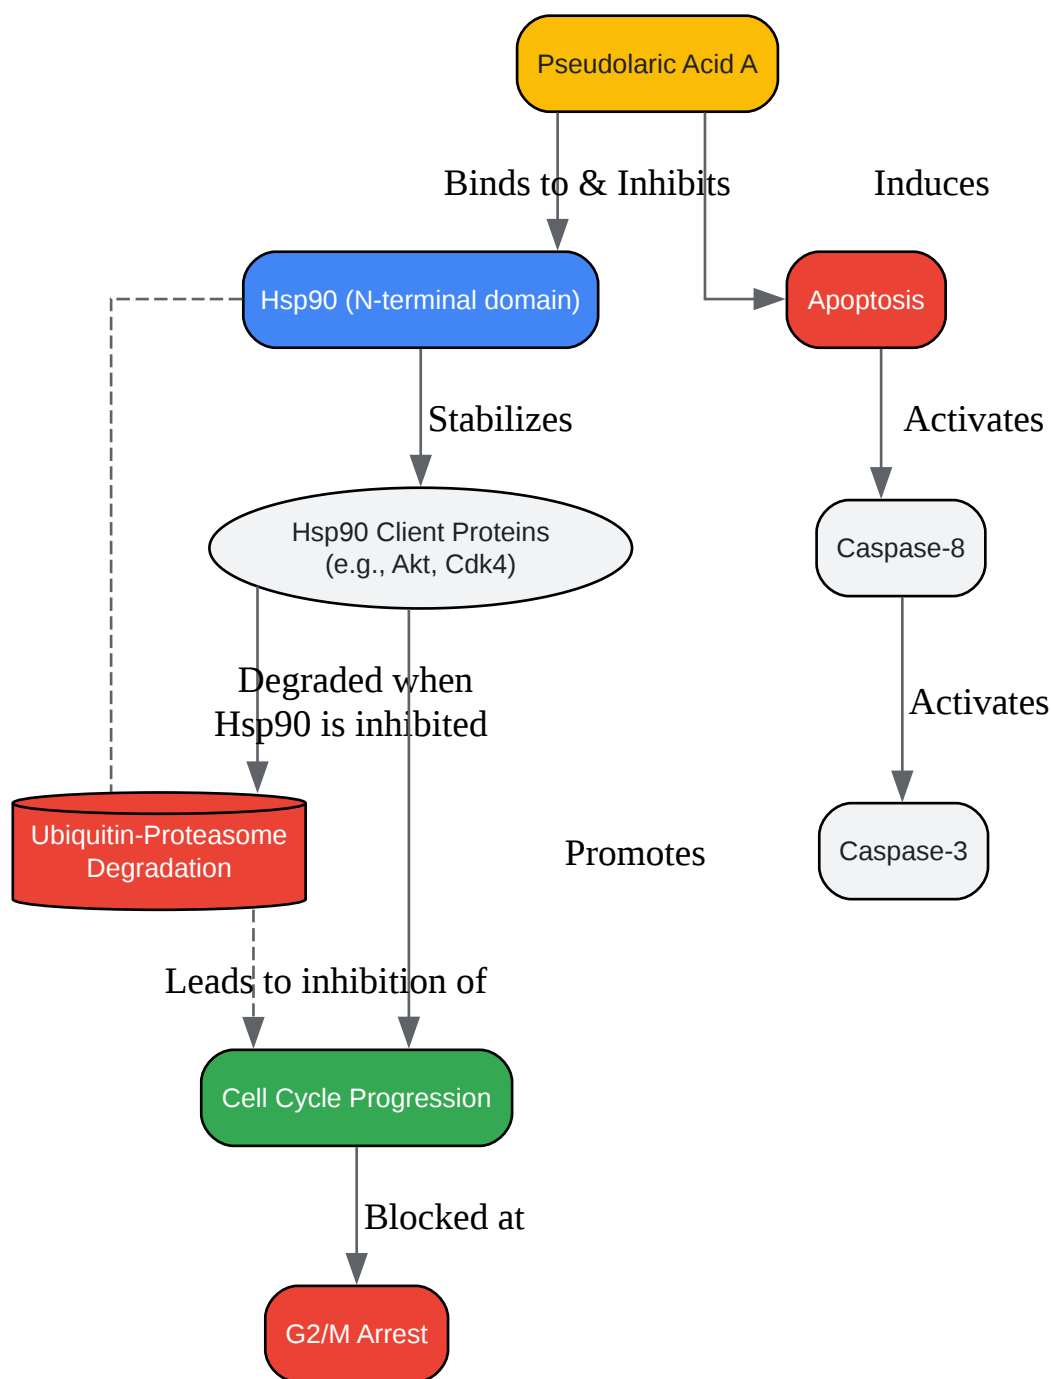 Pseudolaric Acid A
Binds to & Inhibits
Induces
Hsp90 (N-terminal domain)
Apoptosis
Stabilizes
Activates
Hsp90 Client Proteins
(e.g., Akt, Cdk4)
Caspase-8
Degraded when
Hsp90 is inhibited
Activates
Ubiquitin-Proteasome
Degradation
Promotes
Caspase-3
Leads to inhibition of
Cell Cycle Progression
Blocked at
G2/M Arrest